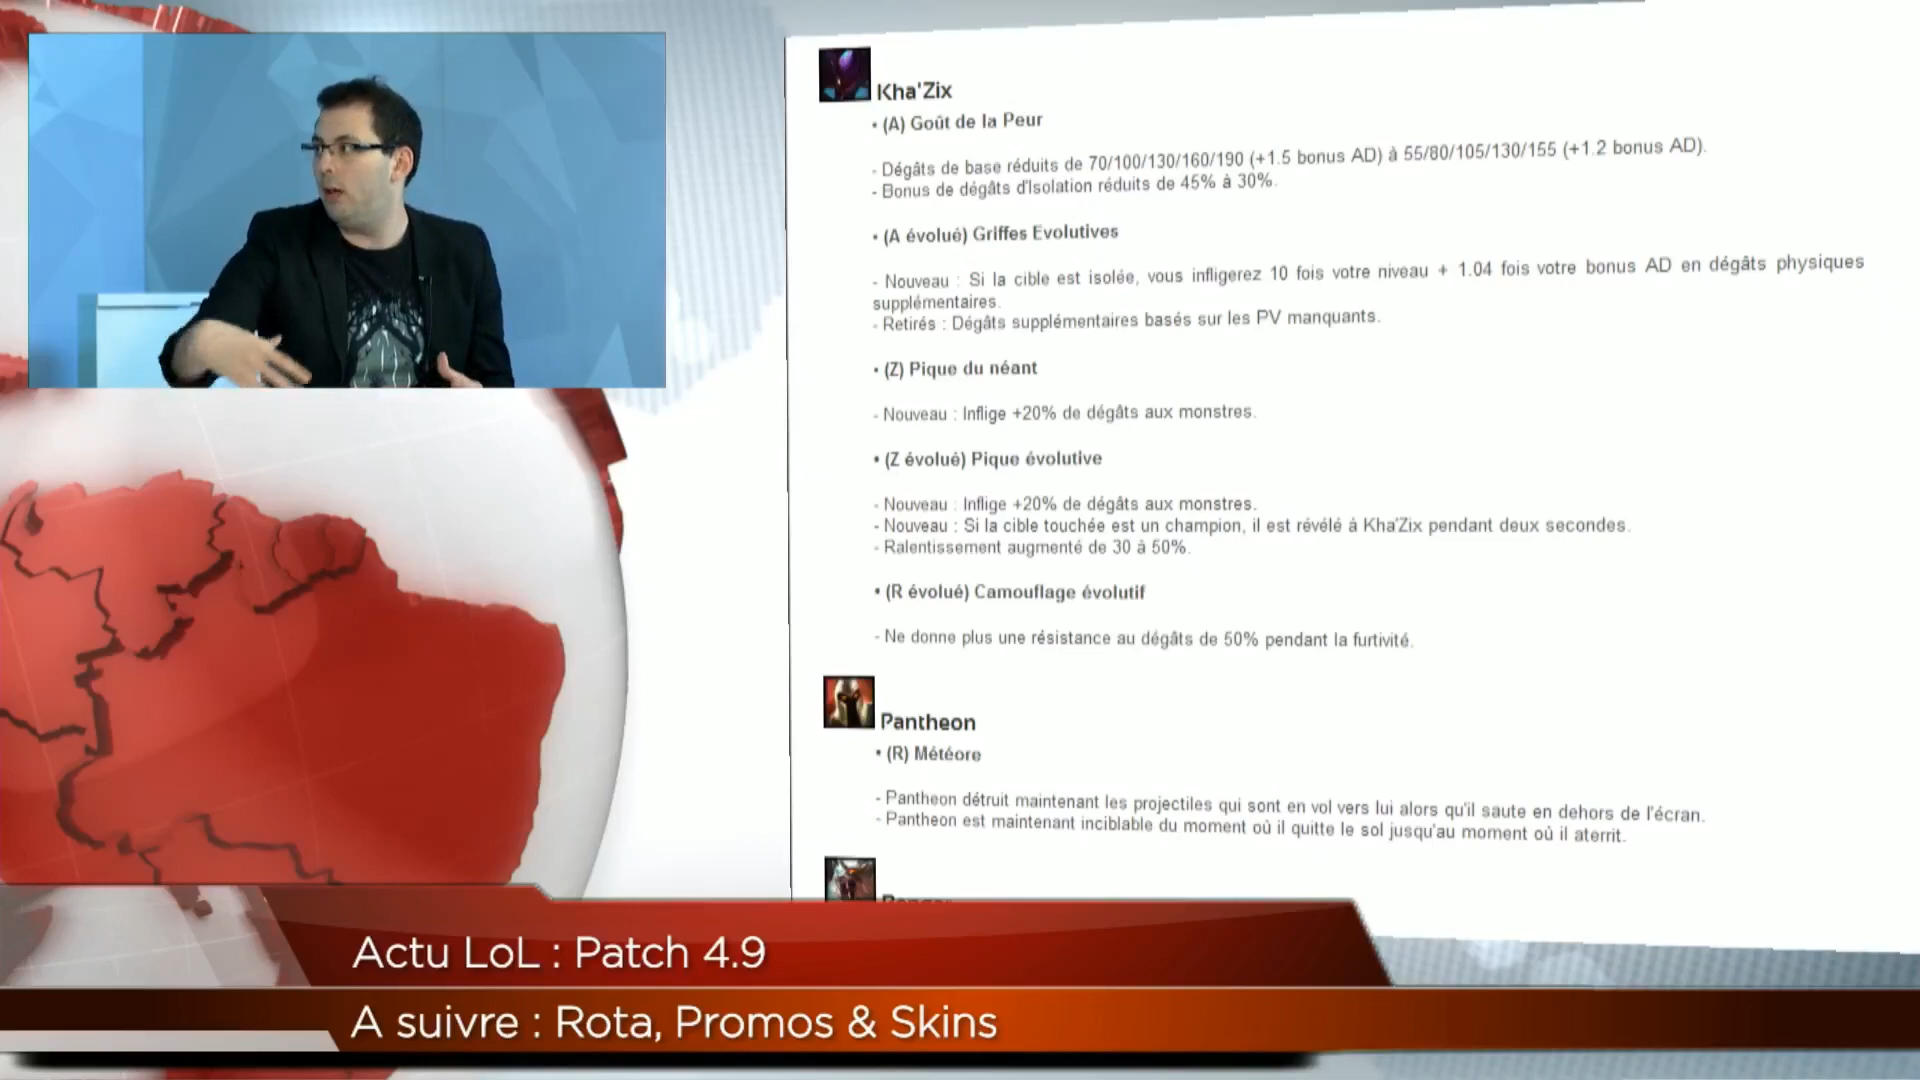 Kha'Zix
• (A) Goût de la Peur
- Dégâts de base réduits de 70/100/130/160/190 (+1.5 bonus AD) à 55/80/105/130/155 (+1.2 bonus AD).
- Bonus de dégâts d'Isolation réduits de 45% à 30%.
• (A évolué) Griffes Evolutives
- Nouveau : Si la cible est isolée, vous infligerez 10 fois votre niveau + 1.04 fois votre bonus AD en dégâts physiques
supplémentaires.
- Retirés : Dégâts supplémentaires basés sur les PV manquants.
• (Z) Pique du néant
- Nouveau : Inflige +20% de dégâts aux monstres.
• (Z évolué) Pique évolutive
- Nouveau : Inflige +20% de dégâts aux monstres.
- Nouveau : Si la cible touchée est un champion, il est révélé à Kha'Zix pendant deux secondes.
- Ralentissement augmenté de 30 à 50%.
• (R évolué) Camouflage évolutif
- Ne donne plus une résistance au dégâts de 50% pendant la furtivité.
Pantheon
• (R) Météore
- Pantheon détruit maintenant les projectiles qui sont en vol vers lui alors qu'il saute en dehors de l'écran.
- Pantheon est maintenant inciblable du moment où il quitte le sol jusqu'au moment où il aterrit.
Actu LoL : Patch 4.9
A suivre : Rota, Promos & Skins